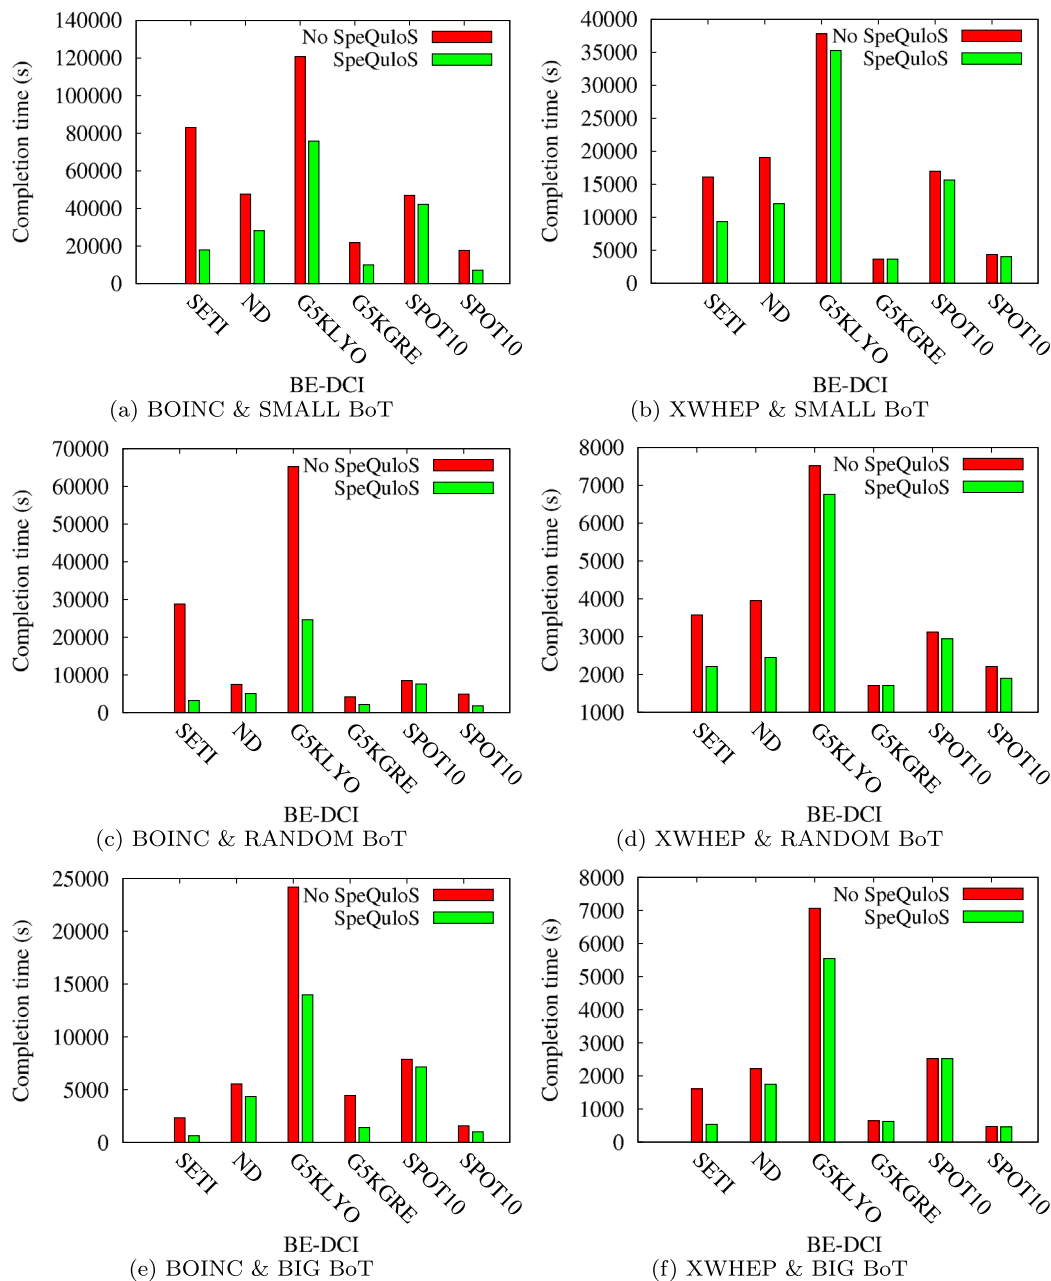 No SpeQuloS
SpeQuloS
Completion time (s)
140000
120000
100000
80000
60000
40000
20000
0
SETI
ND
G5KLYO
G5KGRE
SPOT10
SPOT10
BE-DCI
(a) BOINC & SMALL BoT
No SpeQuloS
SpeQuloS
Completion time (s)
40000
35000
30000
25000
20000
15000
10000
5000
0
SETI
ND
G5KLYO
G5KGRE
SPOT10
SPOT10
BE-DCI
(b) XWHEP & SMALL BoT
No SpeQuloS
SpeQuloS
Completion time (s)
70000
60000
50000
40000
30000
20000
10000
0
SETI
ND
G5KLYO
G5KGRE
SPOT10
SPOT10
BE-DCI
(c) BOINC & RANDOM BoT
No SpeQuloS
SpeQuloS
Completion time (s)
8000
7000
6000
5000
4000
3000
2000
1000
SETI
ND
G5KLYO
G5KGRE
SPOT10
SPOT10
BE-DCI
(d) XWHEP & RANDOM BoT
No SpeQuloS
SpeQuloS
Completion time (s)
25000
20000
15000
10000
5000
0
SETI
ND
G5KLYO
G5KGRE
SPOT10
SPOT10
BE-DCI
(e) BOINC & BIG BoT
No SpeQuloS
SpeQuloS
Completion time (s)
8000
7000
6000
5000
4000
3000
2000
1000
0
SETI
ND
G5KLYO
G5KGRE
SPOT10
SPOT10
BE-DCI
(f) XWHEP & BIG BoT